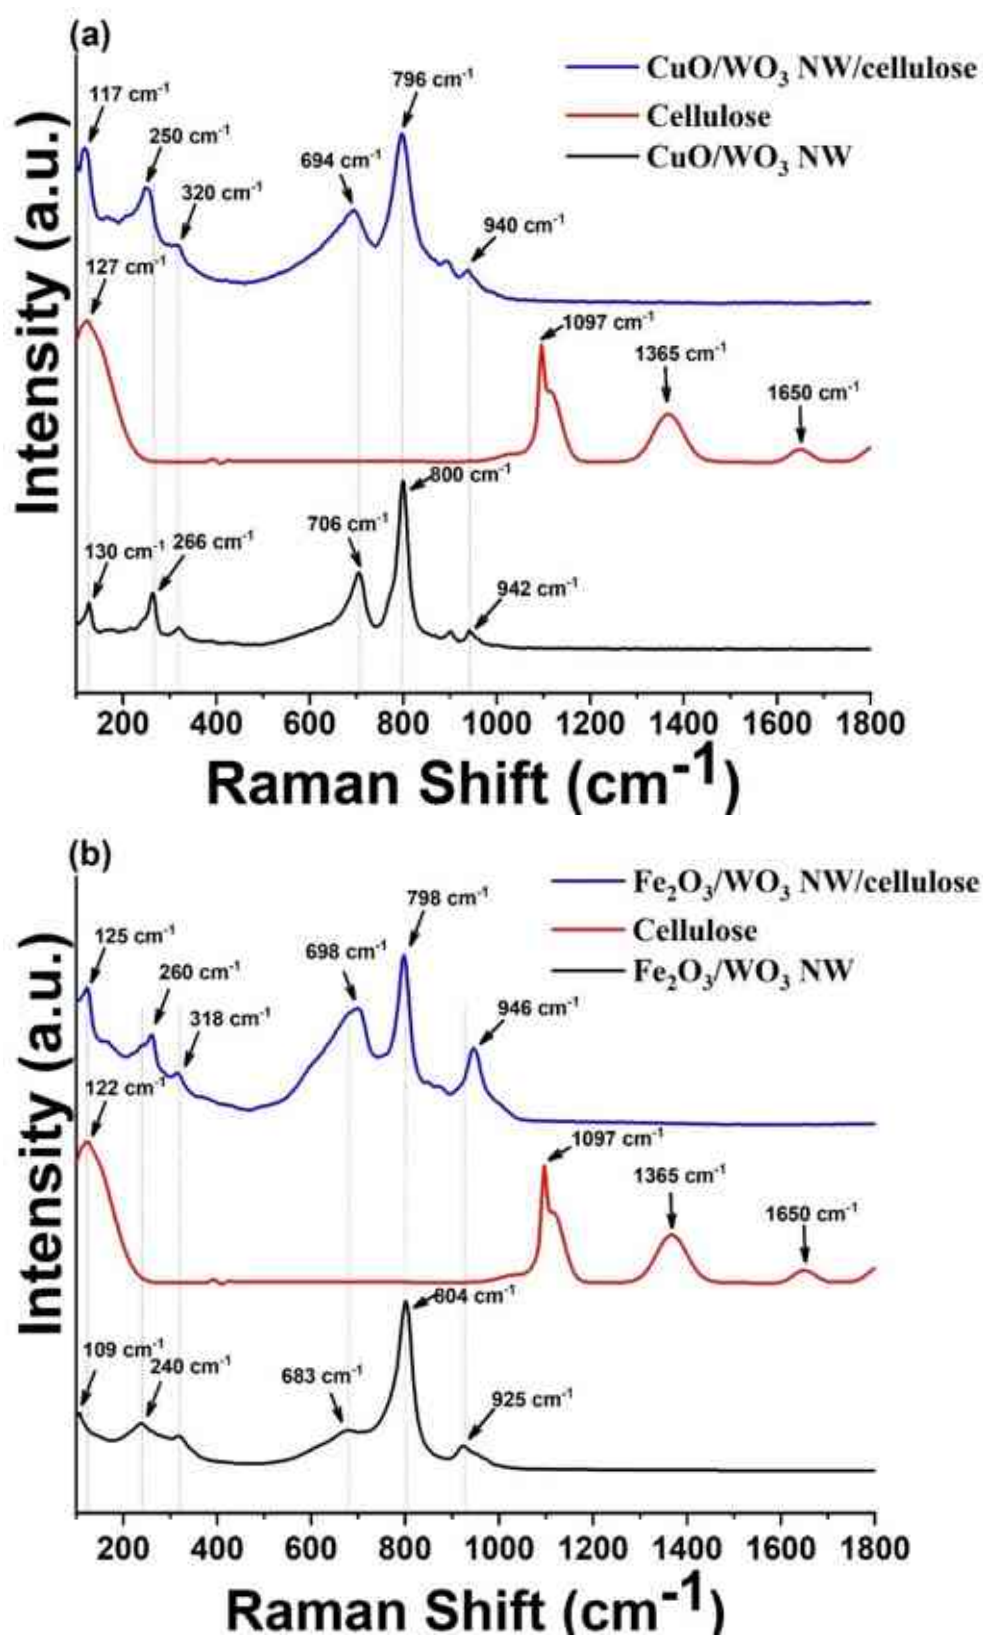 (a)
CuO/WO₃ NW/cellulose
Cellulose
CuO/WO₃ NW
117 cm⁻¹
250 cm⁻¹
320 cm⁻¹
694 cm⁻¹
796 cm⁻¹
940 cm⁻¹
127 cm⁻¹
1097 cm⁻¹
1365 cm⁻¹
1650 cm⁻¹
130 cm⁻¹
266 cm⁻¹
706 cm⁻¹
800 cm⁻¹
942 cm⁻¹
Intensity (a.u.)
200 400 600 800 1000 1200 1400 1600 1800
Raman Shift (cm⁻¹)
(b)
Fe₂O₃/WO₃ NW/cellulose
Cellulose
Fe₂O₃/WO₃ NW
125 cm⁻¹
260 cm⁻¹
318 cm⁻¹
698 cm⁻¹
798 cm⁻¹
946 cm⁻¹
122 cm⁻¹
1097 cm⁻¹
1365 cm⁻¹
1650 cm⁻¹
109 cm⁻¹
240 cm⁻¹
683 cm⁻¹
804 cm⁻¹
925 cm⁻¹
Intensity (a.u.)
200 400 600 800 1000 1200 1400 1600 1800
Raman Shift (cm⁻¹)